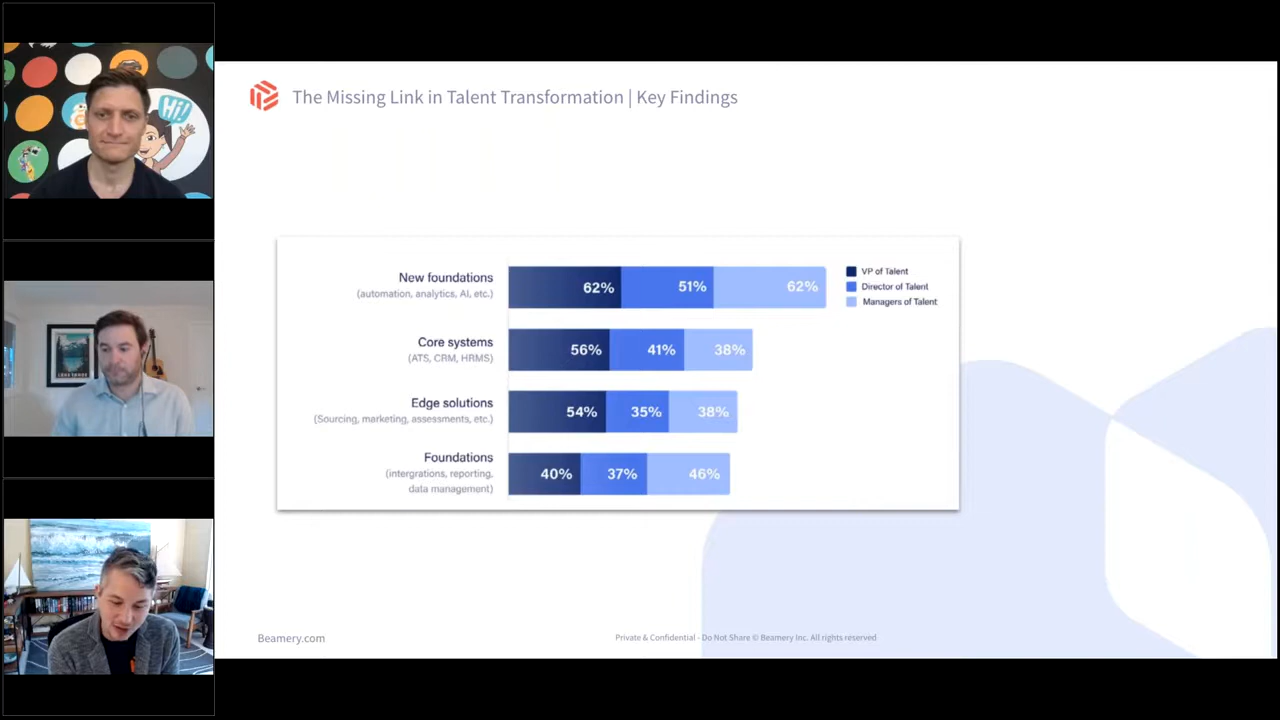 Hi!
The Missing Link in Talent Transformation | Key Findings
New foundations
(automation, analytics, AI, etc.)
62% 51% 62%
VP of Talent
Director of Talent
Managers of Talent
Core systems
(ATS, CRM, HRMS)
56% 41% 38%
Edge solutions
(Sourcing, marketing, assessments, etc.)
54% 35% 38%
Foundations
(intergrations, reporting,
data management)
40% 37% 46%
Beamery.com
Private & Confidential - Do Not Share © Beamery Inc. All rights reserved